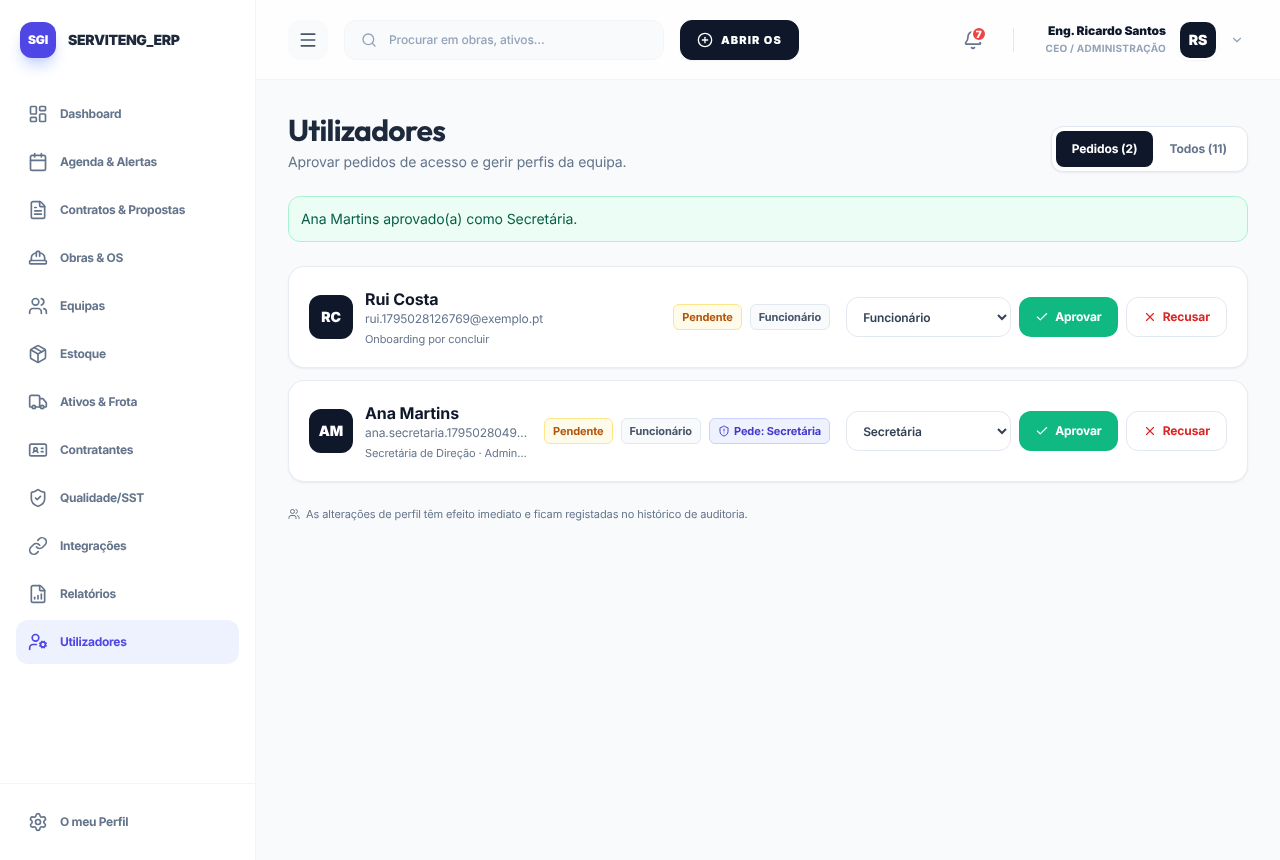 SGI
SERVITENG_ERP
Procurar em obras, ativos...
ABRIR OS
7
Eng. Ricardo Santos
CEO / ADMINISTRAÇÃO
RS
Dashboard
Agenda & Alertas
Contratos & Propostas
Obras & OS
Equipas
Estoque
Ativos & Frota
Contratantes
Qualidade/SST
Integrações
Relatórios
Utilizadores
O meu Perfil
Utilizadores
Aprovar pedidos de acesso e gerir perfis da equipa.
Pedidos (2)
Todos (11)
Ana Martins aprovado(a) como Secretária.
RC
Rui Costa
rui.1795028126769@exemplo.pt
Onboarding por concluir
Pendente
Funcionário
Funcionário
Aprovar
Recusar
AM
Ana Martins
ana.secretaria.1795028049...
Secretária de Direção · Admin...
Pendente
Funcionário
Pede: Secretária
Secretária
Aprovar
Recusar
As alterações de perfil têm efeito imediato e ficam registadas no histórico de auditoria.